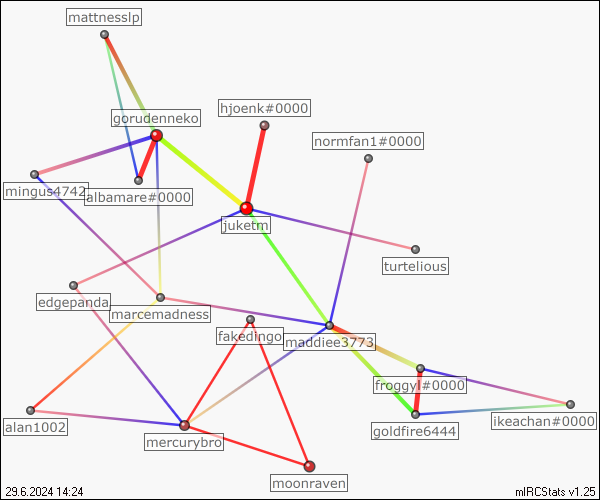 mattnesslp
hjoenk#0000
gorudenneko
normfan1#0000
mingus4742
albamare#0000
juketm
turtelious
edgepanda
marcemadness
fakedingo
maddiee3773
froggyl#0000
ikeachan#0000
alan1002
goldfire6444
mercurybro
moonraven
29.6.2024 14:24
mIRCStats v1.25